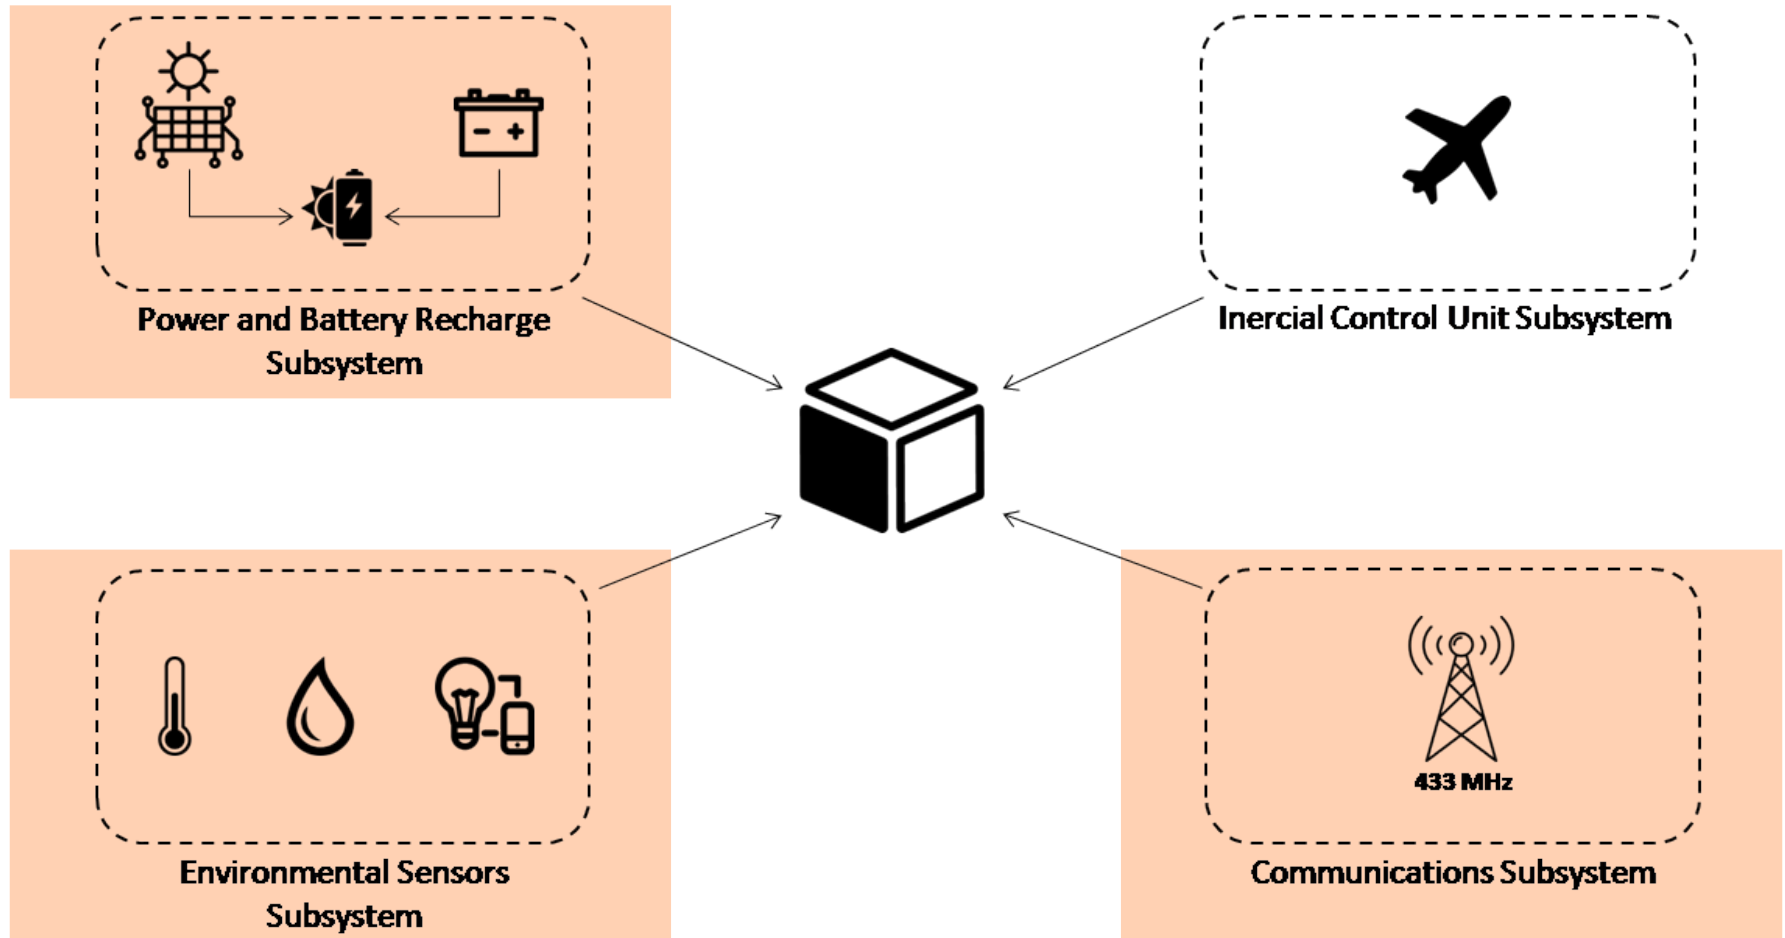 Power and Battery Recharge
Subsystem
Inercial Control Unit Subsystem
433 MHz
Environmental Sensors
Subsystem
Communications Subsystem